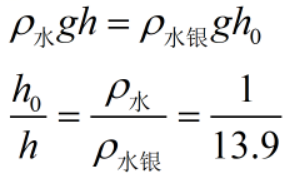 ρ水gh = ρ水银gh₀
h₀/h = ρ水/ρ水银 = 1/13.9